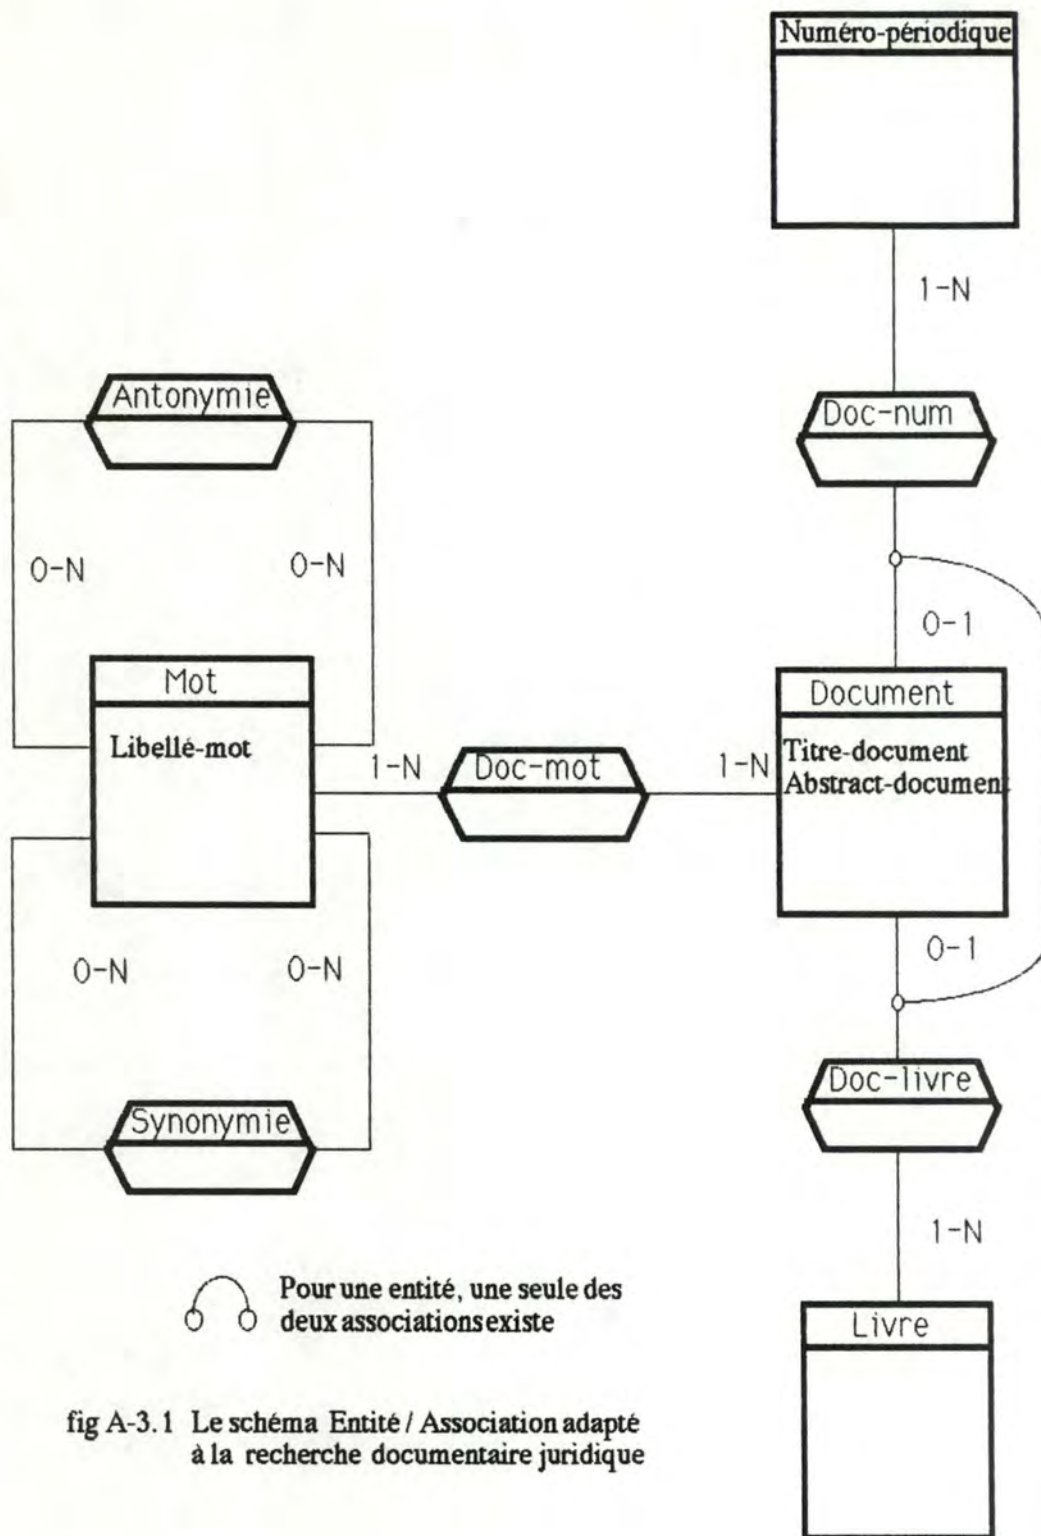 Numéro-périodique
1-N
Doc-num
0-1
Antonymie
0-N
0-N
Mot
Libellé-mot
1-N
Doc-mot
1-N
Document
Titre-document
Abstract-document
0-1
0-N
0-N
Synonymie
Doc-livre
1-N
Livre
Pour une entité, une seule des
deux associations existe
fig A-3.1 Le schéma Entité / Association adapté
à la recherche documentaire juridique